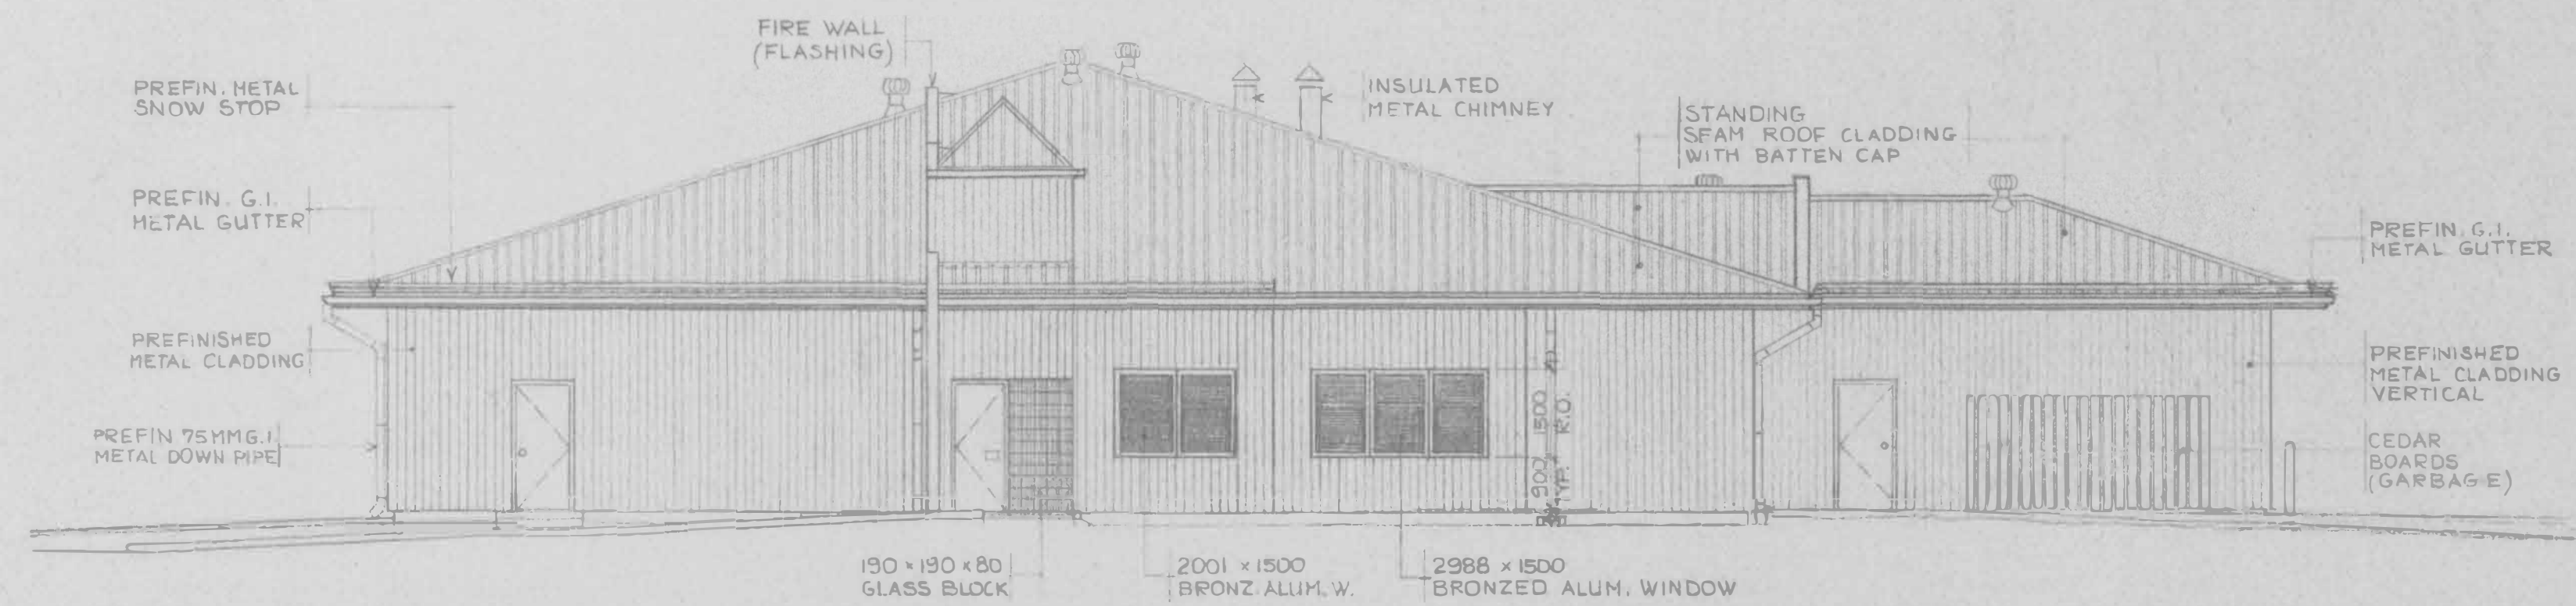 FIRE WALL
(FLASHING)
PREFIN. METAL
SNOW STOP
INSULATED
METAL CHIMNEY
STANDING
SEAM ROOF CLADDING
WITH BATTEN CAP
PREFIN. G.I.
METAL GUTTER
PREFIN. G.I.
METAL GUTTER
PREFINISHED
METAL CLADDING
PREFINISHED
METAL CLADDING
VERTICAL
PREFIN 75MM G.I.
METAL DOWN PIPE
CEDAR
BOARDS
(GARBAGE)
900 1500
TYP. R.O.
190 x 190 x 80
GLASS BLOCK
2001 x 1500
BRONZ. ALUM. W.
2988 x 1500
BRONZED ALUM. WINDOW